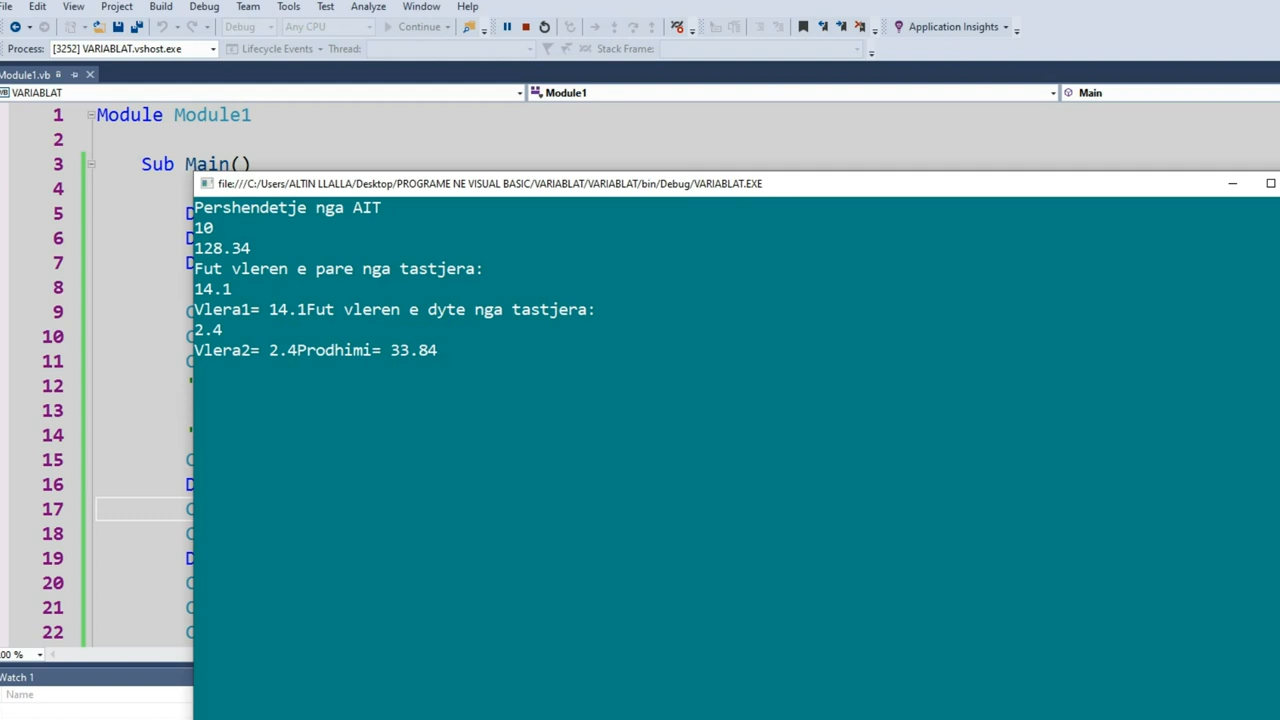 File Edit View Project Build Debug Team Tools Test Analyze Window Help
Debug Any CPU Continue Application Insights
Process: [3252] VARIABLAT.vshost.exe Lifecycle Events Thread: Stack Frame:
Module1.vb
VARIABLAT Module1 Main
1 Module Module1
2
3 Sub Main()
4
file:///C:/Users/ALTIN LLALLA/Desktop/PROGRAME NE VISUAL BASIC/VARIABLAT/VARIABLAT/bin/Debug/VARIABLAT.EXE
5 D
6 D
7 D
8
9 C
10 C
11 C
12 '
13
14 '
15 C
16 D
17 C
18 C
19 D
20 C
21 C
22 C
Pershendetje nga AIT
10
128.34
Fut vleren e pare nga tastjera:
14.1
Vlera1= 14.1Fut vleren e dyte nga tastjera:
2.4
Vlera2= 2.4Prodhimi= 33.84
00 %
Watch 1
Name